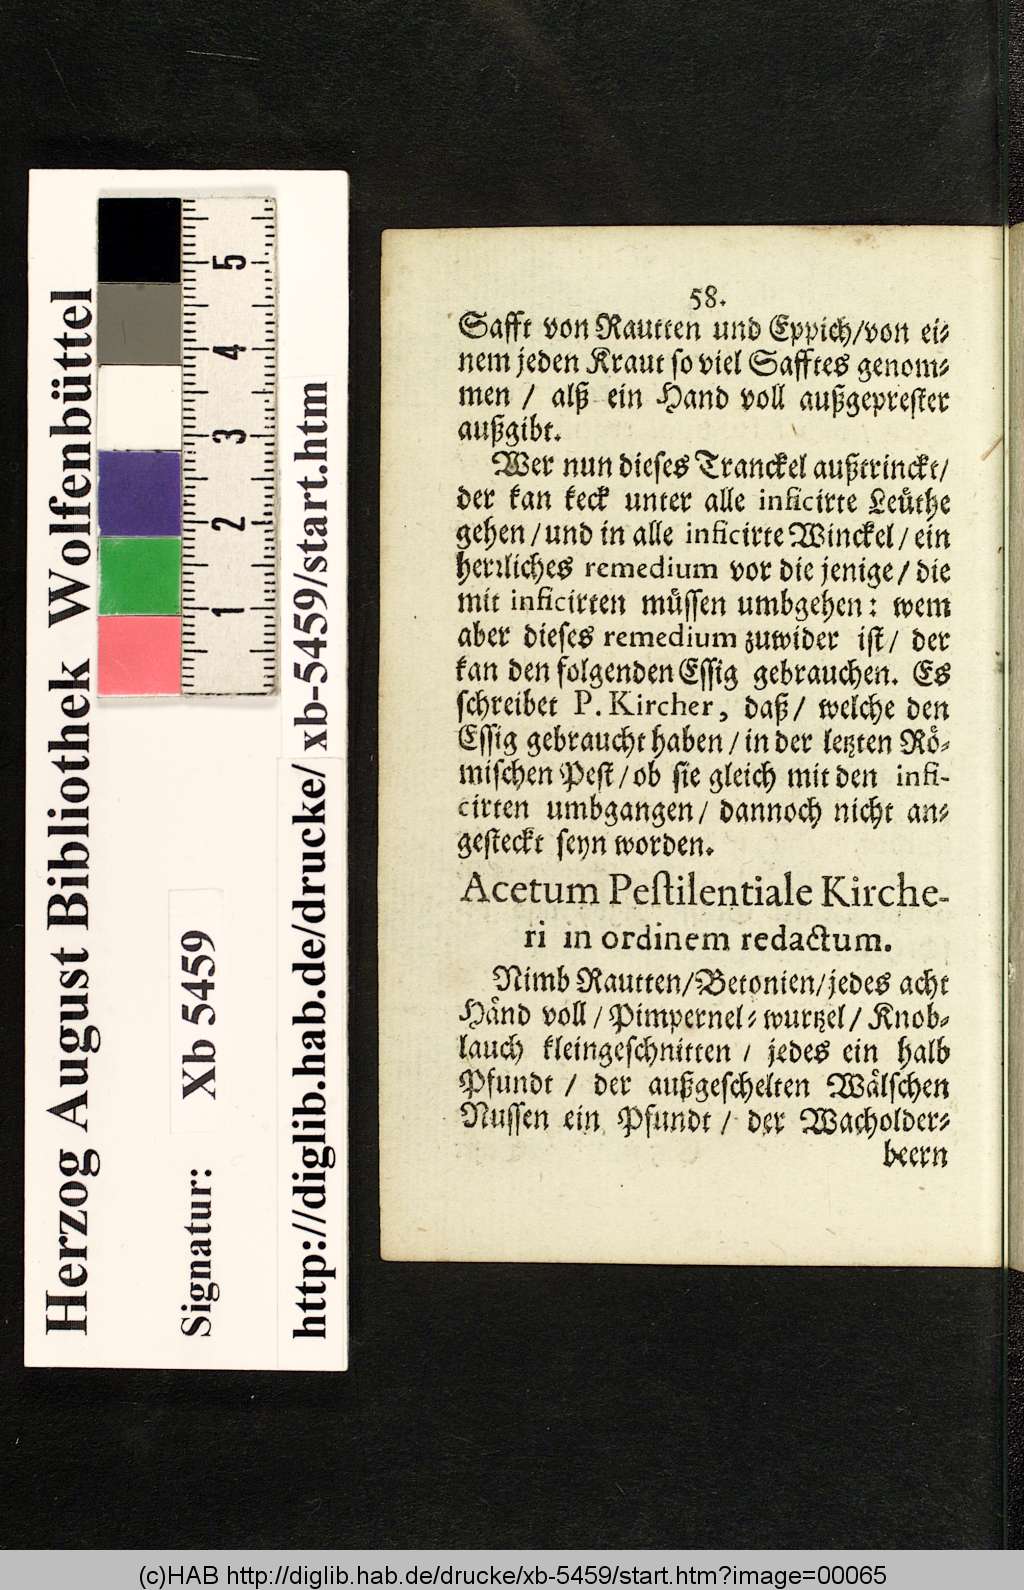 58.
Safft von Rautten und Eppich/von ei⸗
nem jeden Kraut so viel Safftes genom⸗
men / alß ein Hand voll außgeprester
außgibt.
Wer nun dieses Tranckel außtrinckt/
der kan keck unter alle inficirte Leüthe
gehen / und in alle inficirte Winckel / ein
herrliches remedium vor die jenige / die
mit inficirten müssen umbgehen: wem
aber dieses remedium zuwider ist / der
kan den folgenden Essig gebrauchen. Es
schreibet P. Kircher, daß / welche den
Essig gebraucht haben / in der letzten Rö⸗
mischen Pest / ob sie gleich mit den infi-
cirten umbgangen / dannoch nicht an⸗
gesteckt seyn worden.
Acetum Pestilentiale Kirche-
ri in ordinem redactum.
Nimb Rautten/Betonien/jedes acht
Händ voll / Pimpernel⸗wurtzel / Knob⸗
lauch kleingeschnitten / jedes ein halb
Pfundt / der außgeschelten Wälschen
Nussen ein Pfundt / der Wacholder⸗
beern
Herzog August Bibliothek Wolfenbüttel
Signatur: Xb 5459
http://diglib.hab.de/drucke/ xb-5459/start.htm
5
4
3
2
1
(c)HAB http://diglib.hab.de/drucke/xb-5459/start.htm?image=00065